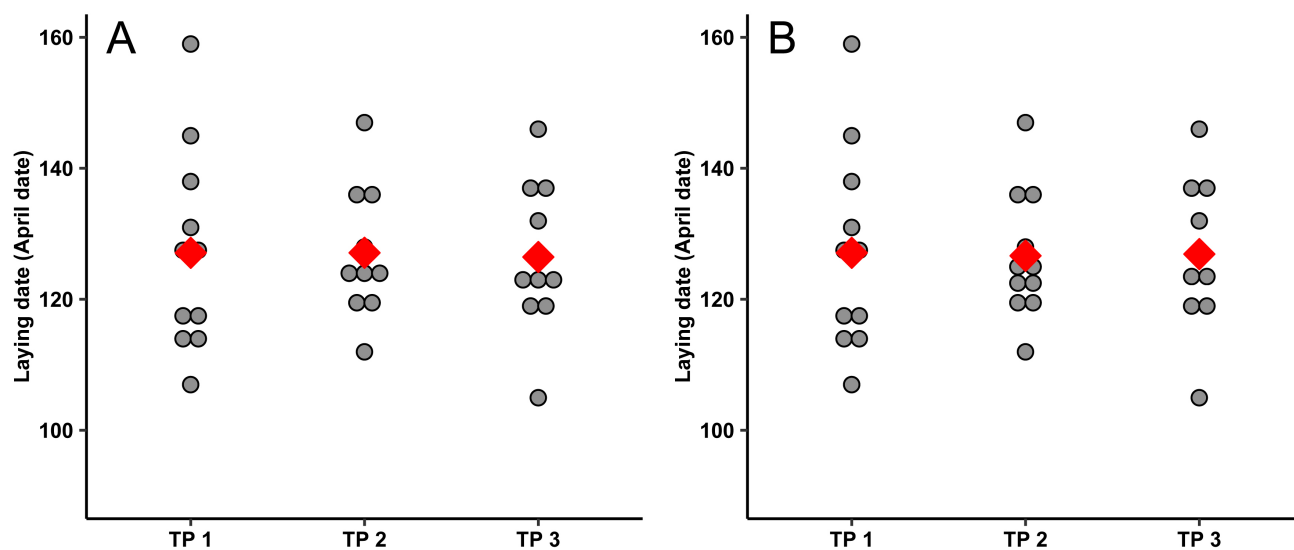 A
Laying date (April date)
160
140
120
100
TP 1 TP 2 TP 3
B
Laying date (April date)
160
140
120
100
TP 1 TP 2 TP 3